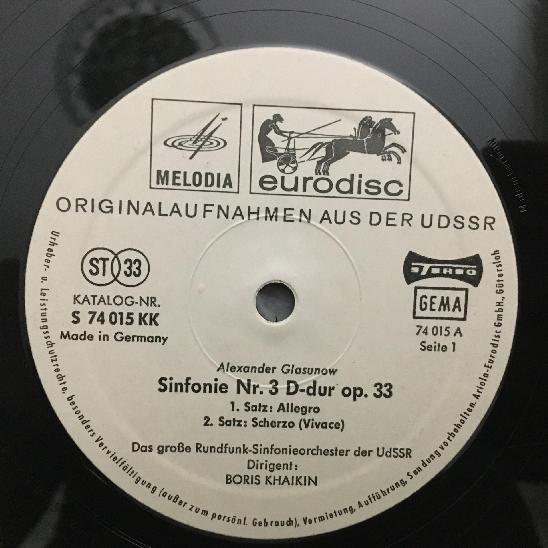 MELODIA
eurodisc
ORIGINALAUFNAHMEN AUS DER UDSSR
ST 33
STEREO
KATALOG-NR.
GEMA
S 74 015 KK
74 015 A
Made in Germany
Seite 1
Alexander Glasunow
Sinfonie Nr. 3 D-dur op. 33
1. Satz: Allegro
2. Satz: Scherzo (Vivace)
Das große Rundfunk-Sinfonieorchester der UdSSR
Dirigent:
BORIS KHAIKIN
Urheber- u. Leistungsschutzrechte, besonders Vervielfältigung (außer zum persönl. Gebrauch), Vermietung, Aufführung, Sendung vorbehalten. Ariola-Eurodisc GmbH., Gütersloh